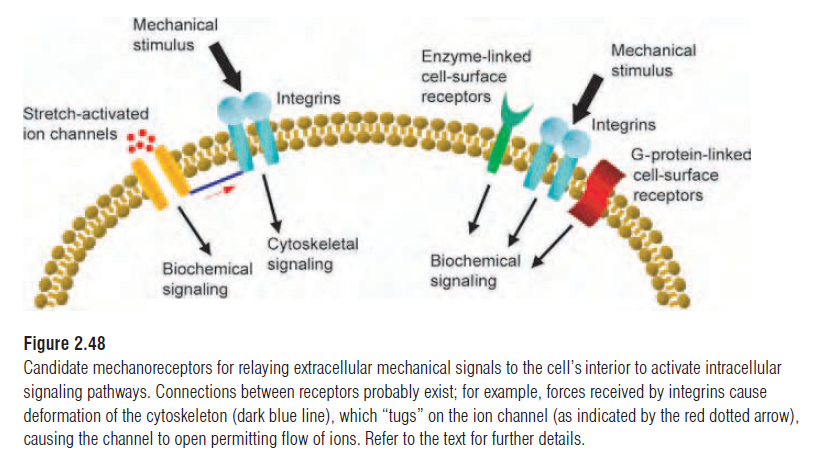 Mechanical
stimulus
Stretch-activated
ion channels
Integrins
Biochemical
signaling
Cytoskeletal
signaling
Enzyme-linked
cell-surface
receptors
Mechanical
stimulus
Integrins
G-protein-linked
cell-surface
receptors
Biochemical
signaling
Figure 2.48
Candidate mechanoreceptors for relaying extracellular mechanical signals to the cell’s interior to activate intracellular
signaling pathways. Connections between receptors probably exist; for example, forces received by integrins cause
deformation of the cytoskeleton (dark blue line), which “tugs” on the ion channel (as indicated by the red dotted arrow),
causing the channel to open permitting flow of ions. Refer to the text for further details.